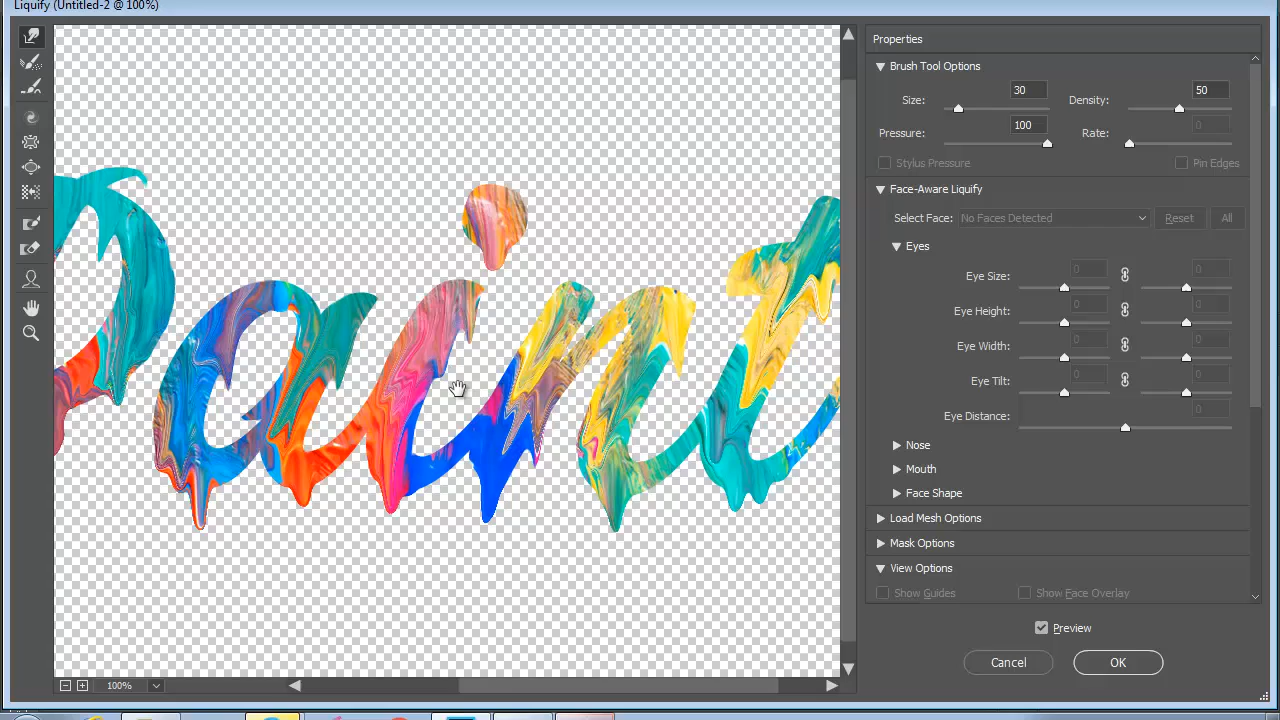 Liquify (Untitled-2 @ 100%)
Paint
Properties
Brush Tool Options
Size: 30 Density: 50
Pressure: 100 Rate: 0
Stylus Pressure Pin Edges
Face-Aware Liquify
Select Face: No Faces Detected Reset All
Eyes
Eye Size: 0 0
Eye Height: 0 0
Eye Width: 0 0
Eye Tilt: 0 0
Eye Distance: 0
Nose
Mouth
Face Shape
Load Mesh Options
Mask Options
View Options
Show Guides Show Face Overlay
Preview
Cancel OK
100%